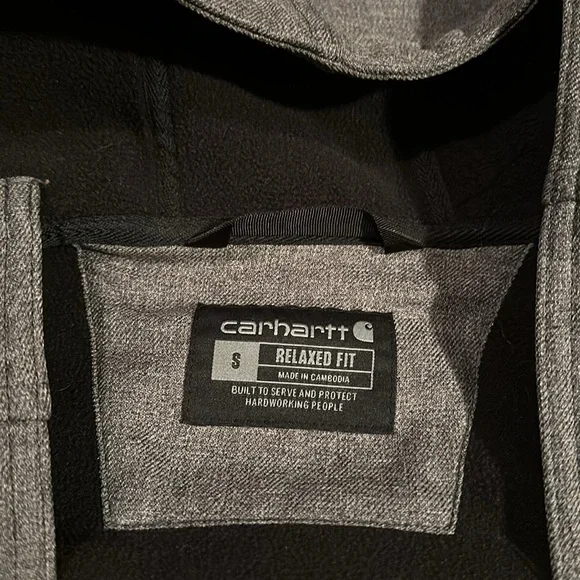 carhartt
S RELAXED FIT
MADE IN CAMBODIA
BUILT TO SERVE AND PROTECT
HARDWORKING PEOPLE